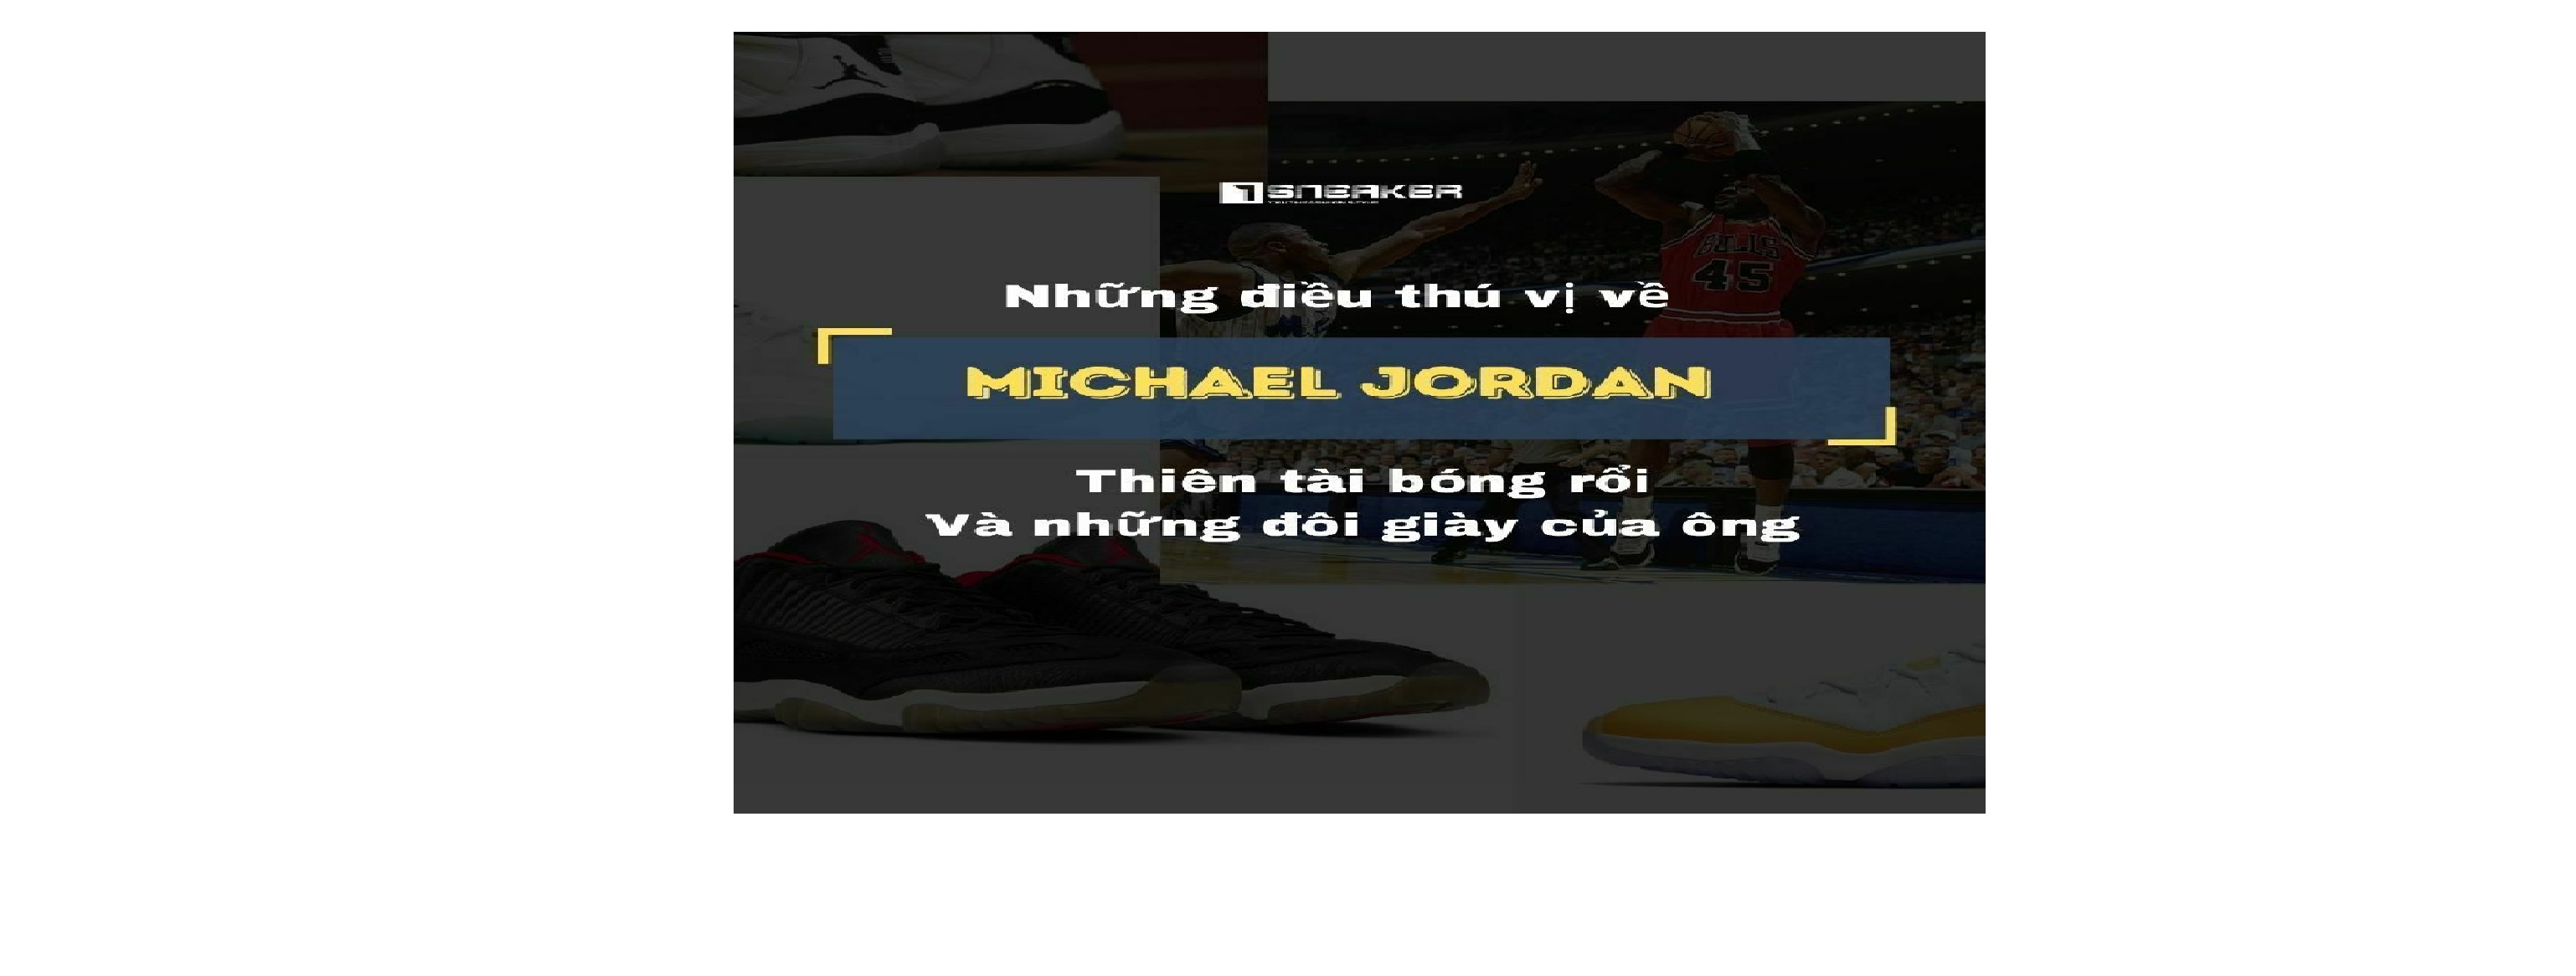 1SNEAKER
Những điều thú vị về
MICHAEL JORDAN
Thiên tài bóng rổi
Và những đôi giày của ông
BULLS
45